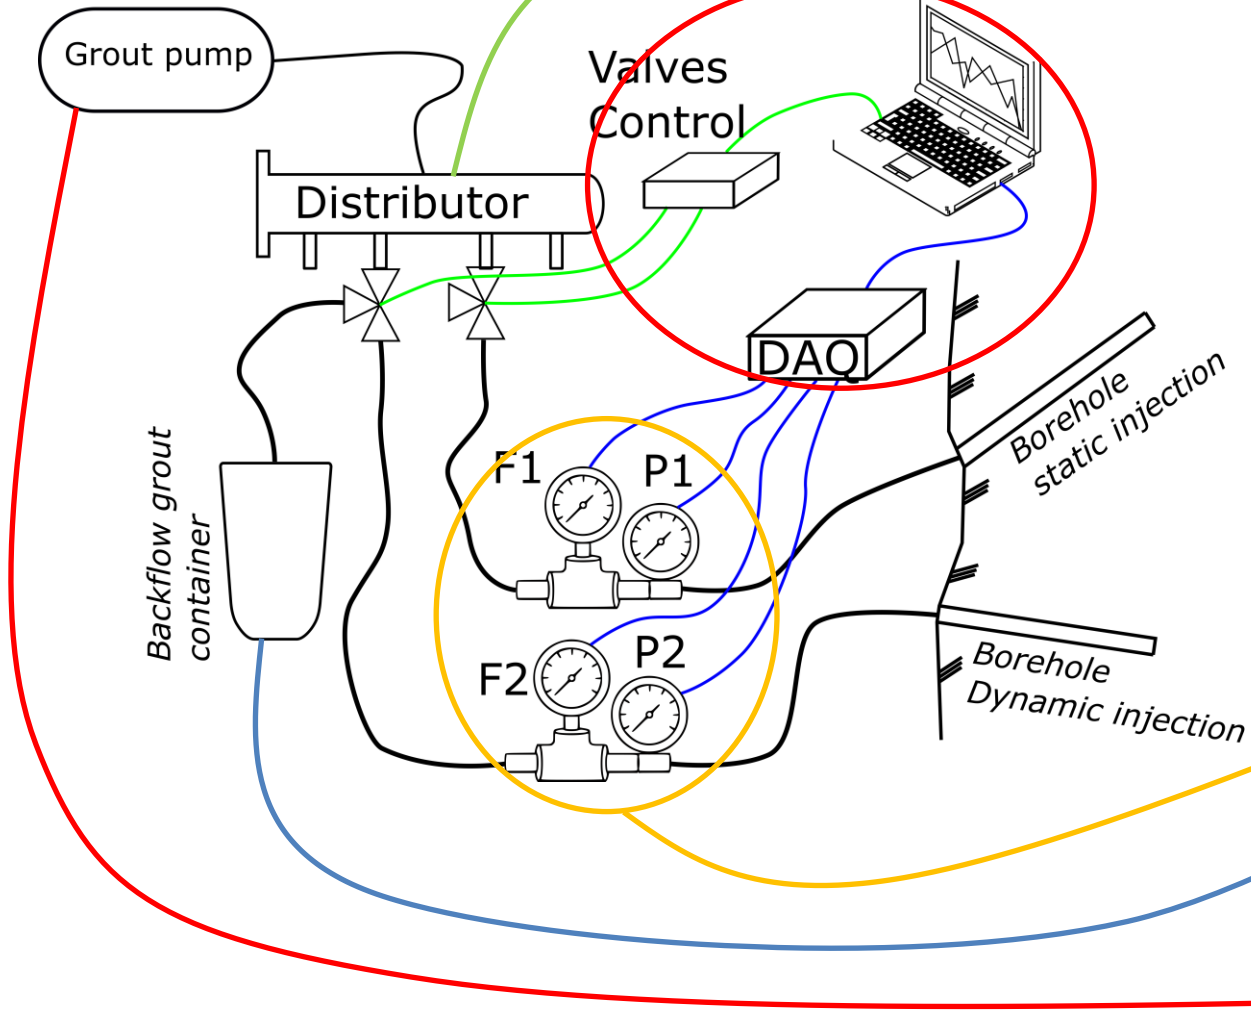 Grout pump
Valves
Control
Distributor
DAQ
Borehole
static injection
F1
P1
Backflow grout
container
F2
P2
Borehole
Dynamic injection